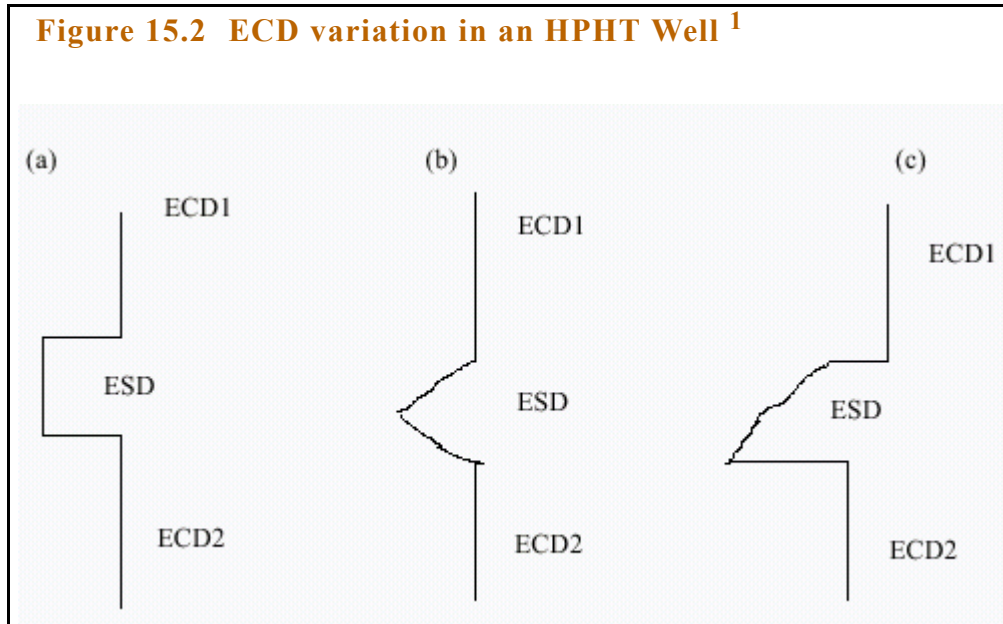 Figure 15.2 ECD variation in an HPHT Well 1
(a) (b) (c)
ECD1 ECD1 ECD1
ESD ESD ESD
ECD2 ECD2 ECD2